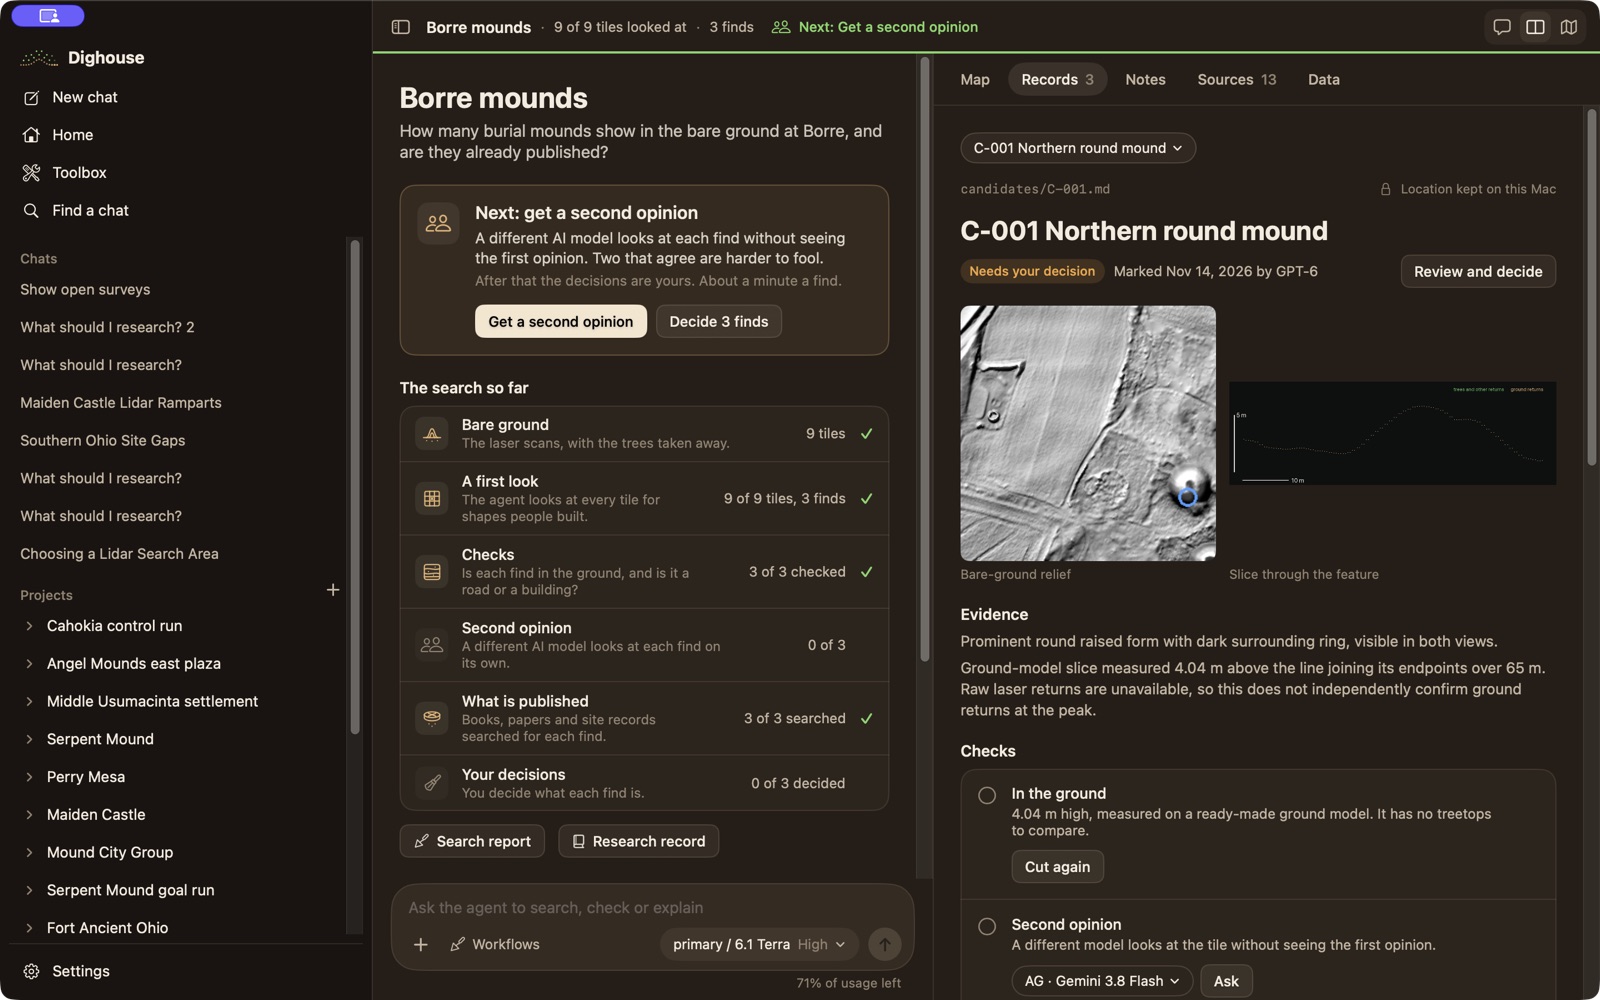 Dighouse
New chat
Home
Toolbox
Find a chat
Chats
Show open surveys
What should I research? 2
What should I research?
Maiden Castle Lidar Ramparts
Southern Ohio Site Gaps
What should I research?
What should I research?
Choosing a Lidar Search Area
Projects
Cahokia control run
Angel Mounds east plaza
Middle Usumacinta settlement
Serpent Mound
Perry Mesa
Maiden Castle
Mound City Group
Serpent Mound goal run
Fort Ancient Ohio
Settings
Borre mounds · 9 of 9 tiles looked at · 3 finds Next: Get a second opinion
Borre mounds
How many burial mounds show in the bare ground at Borre, and
are they already published?
Next: get a second opinion
A different AI model looks at each find without seeing
the first opinion. Two that agree are harder to fool.
After that the decisions are yours. About a minute a find.
Get a second opinion
Decide 3 finds
The search so far
Bare ground
The laser scans, with the trees taken away.
9 tiles
A first look
The agent looks at every tile for
shapes people built.
9 of 9 tiles, 3 finds
Checks
Is each find in the ground, and is it a
road or a building?
3 of 3 checked
Second opinion
A different AI model looks at each find on
its own.
0 of 3
What is published
Books, papers and site records
searched for each find.
3 of 3 searched
Your decisions
You decide what each find is.
0 of 3 decided
Search report
Research record
Ask the agent to search, check or explain
Workflows
primary / 6.1 Terra High
71% of usage left
Map
Records 3
Notes
Sources 13
Data
C-001 Northern round mound
candidates/C-001.md
Location kept on this Mac
C-001 Northern round mound
Needs your decision
Marked Nov 14, 2026 by GPT-6
Review and decide
trees and other returns
ground returns
5 m
10 m
Bare-ground relief
Slice through the feature
Evidence
Prominent round raised form with dark surrounding ring, visible in both views.
Ground-model slice measured 4.04 m above the line joining its endpoints over 65 m.
Raw laser returns are unavailable, so this does not independently confirm ground
returns at the peak.
Checks
In the ground
4.04 m high, measured on a ready-made ground model. It has no treetops
to compare.
Cut again
Second opinion
A different model looks at the tile without seeing the first opinion.
AG · Gemini 3.8 Flash
Ask